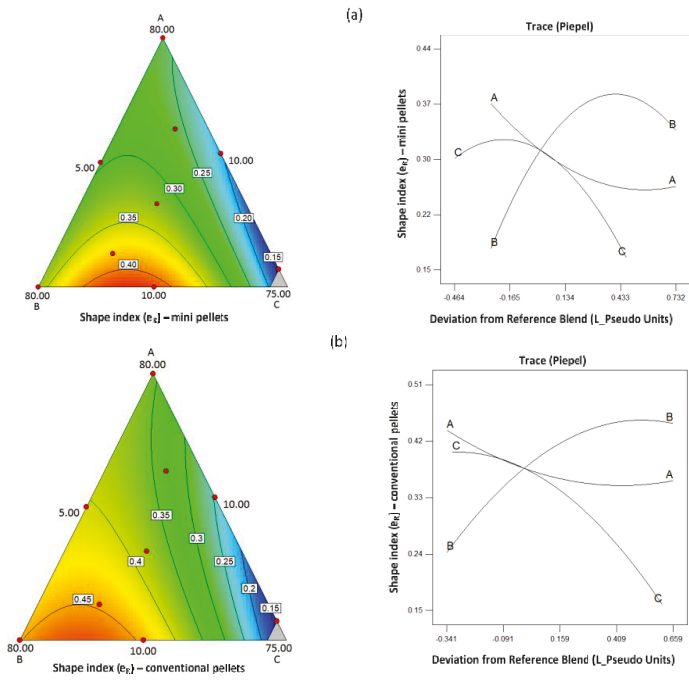 (a)
A
80.00
5.00
10.00
0.25
0.30
0.20
0.35
0.15
0.40
80.00
B
10.00
75.00
C
Shape index (eR) – mini pellets
Trace (Piepel)
Shape index (eR) – mini pellets
0.44
0.37
0.30
0.22
0.15
A
B
C
A
B
C
-0.464
-0.165
0.134
0.433
0.732
Deviation from Reference Blend (L_Pseudo Units)
(b)
A
80.00
5.00
10.00
0.35
0.3
0.4
0.25
0.2
0.45
0.15
80.00
B
10.00
75.00
C
Shape index (eR) – conventional pellets
Trace (Piepel)
Shape index (eR) – conventional pellets
0.51
0.42
0.33
0.24
0.15
A
B
C
A
B
C
-0.341
-0.091
0.159
0.409
0.659
Deviation from Reference Blend (L_Pseudo Units)